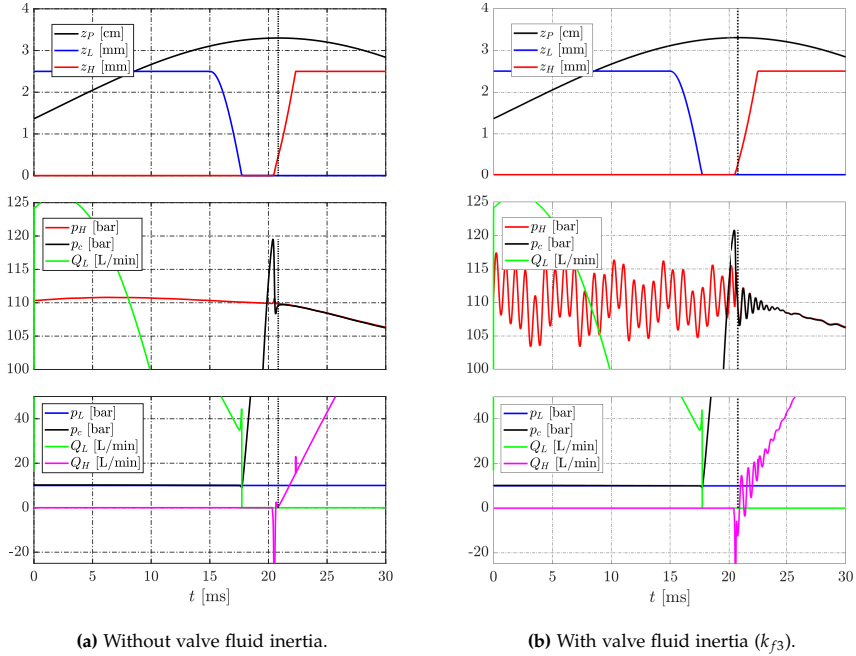 4
3
2
1
0
z_P [cm]
z_L [mm]
z_H [mm]
125
120
115
110
105
100
p_H [bar]
p_c [bar]
Q_L [L/min]
40
20
0
-20
p_L [bar]
p_c [bar]
Q_L [L/min]
Q_H [L/min]
0 5 10 15 20 25 30
t [ms]
(a) Without valve fluid inertia.
4
3
2
1
0
z_P [cm]
z_L [mm]
z_H [mm]
125
120
115
110
105
100
p_H [bar]
p_c [bar]
Q_L [L/min]
40
20
0
-20
p_L [bar]
p_c [bar]
Q_L [L/min]
Q_H [L/min]
0 5 10 15 20 25 30
t [ms]
(b) With valve fluid inertia (k_{f3}).